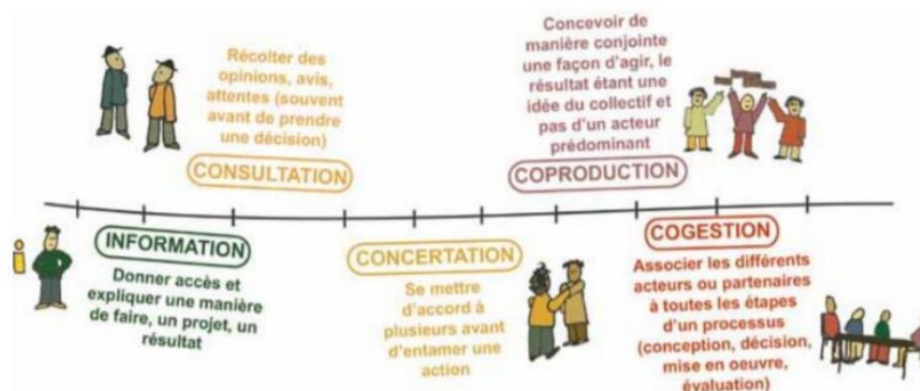 Récolter des
opinions, avis,
attentes (souvent
avant de prendre
une décision)
CONSULTATION
Concevoir de
manière conjointe
une façon d'agir, le
résultat étant une
idée du collectif et
pas d'un acteur
prédominant
COPRODUCTION
i
INFORMATION
Donner accès et
expliquer une manière
de faire, un projet, un
résultat
CONCERTATION
Se mettre
d'accord à
plusieurs avant
d'entamer une
action
COGESTION
Associer les différents
acteurs ou partenaires
à toutes les étapes
d'un processus
(conception, décision,
mise en oeuvre,
évaluation)